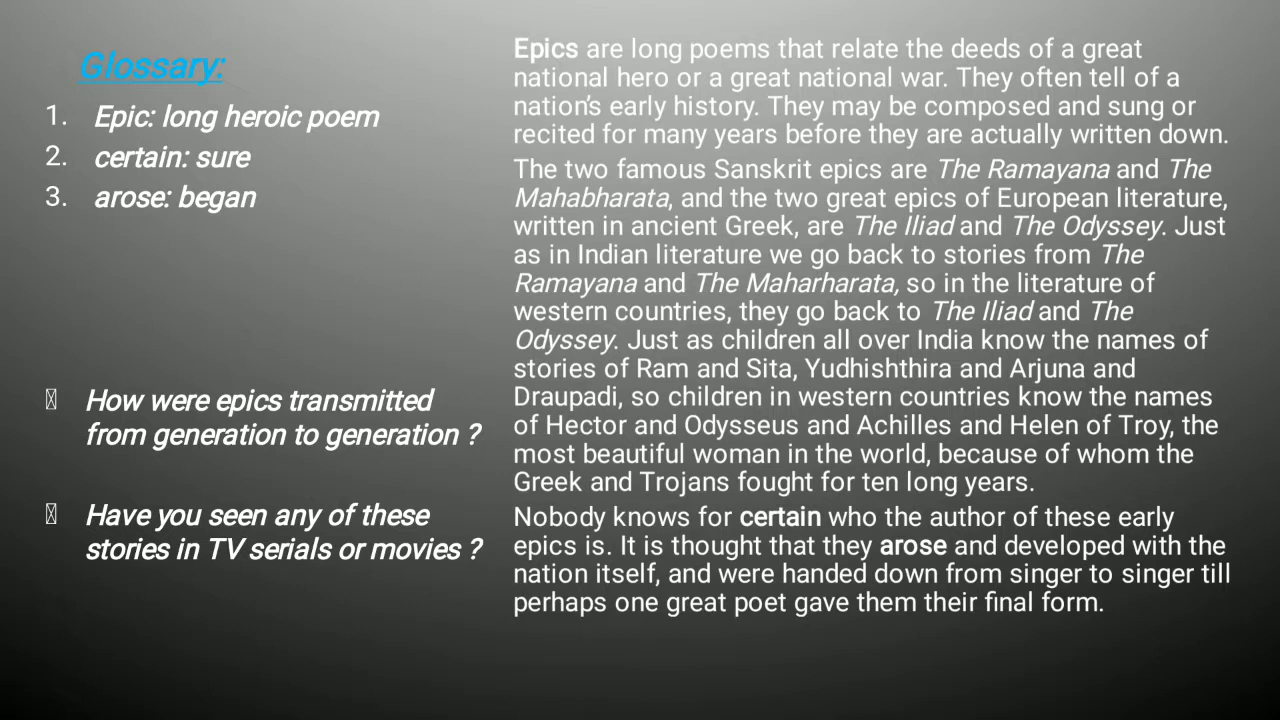 Glossary:
1. Epic: long heroic poem
2. certain: sure
3. arose: began
How were epics transmitted
from generation to generation ?
Have you seen any of these
stories in TV serials or movies ?
Epics are long poems that relate the deeds of a great
national hero or a great national war. They often tell of a
nation's early history. They may be composed and sung or
recited for many years before they are actually written down.
The two famous Sanskrit epics are The Ramayana and The
Mahabharata, and the two great epics of European literature,
written in ancient Greek, are The Iliad and The Odyssey. Just
as in Indian literature we go back to stories from The
Ramayana and The Maharharata, so in the literature of
western countries, they go back to The Iliad and The
Odyssey. Just as children all over India know the names of
stories of Ram and Sita, Yudhishthira and Arjuna and
Draupadi, so children in western countries know the names
of Hector and Odysseus and Achilles and Helen of Troy, the
most beautiful woman in the world, because of whom the
Greek and Trojans fought for ten long years.
Nobody knows for certain who the author of these early
epics is. It is thought that they arose and developed with the
nation itself, and were handed down from singer to singer till
perhaps one great poet gave them their final form.